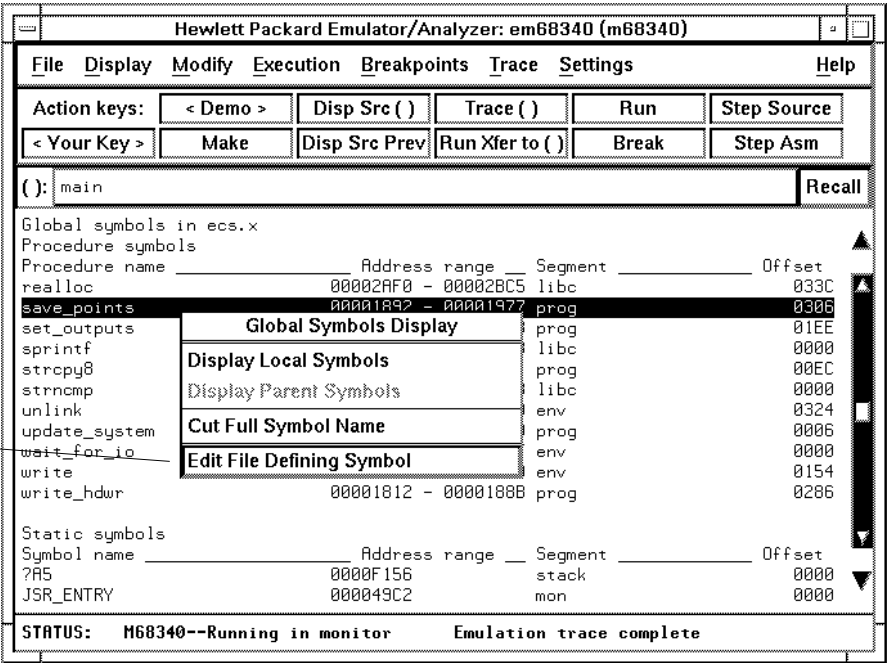 Hewlett Packard Emulator/Analyzer: em68340 (m68340)
File Display Modify Execution Breakpoints Trace Settings Help
Action keys: < Demo > Disp Src ( ) Trace ( ) Run Step Source
< Your Key > Make Disp Src Prev Run Xfer to ( ) Break Step Asm
( ): main Recall
Global symbols in ecs.x
Procedure symbols
Procedure name Address range Segment Offset
realloc 00002AF0 - 00002BC5 libc 033C
save_points 00001892 - 00001977 prog 0306
set_outputs prog 01EE
sprintf libc 0000
strcpy8 prog 00EC
strncmp libc 0000
unlink env 0324
update_system prog 0006
wait_for_io env 0000
write env 0154
write_hdwr 00001812 - 0000188B prog 0286
Global Symbols Display
Display Local Symbols
Display Parent Symbols
Cut Full Symbol Name
Edit File Defining Symbol
Static symbols
Symbol name Address range Segment Offset
?A5 0000F156 stack 0000
JSR_ENTRY 000049C2 mon 0000
STATUS: M68340--Running in monitor Emulation trace complete